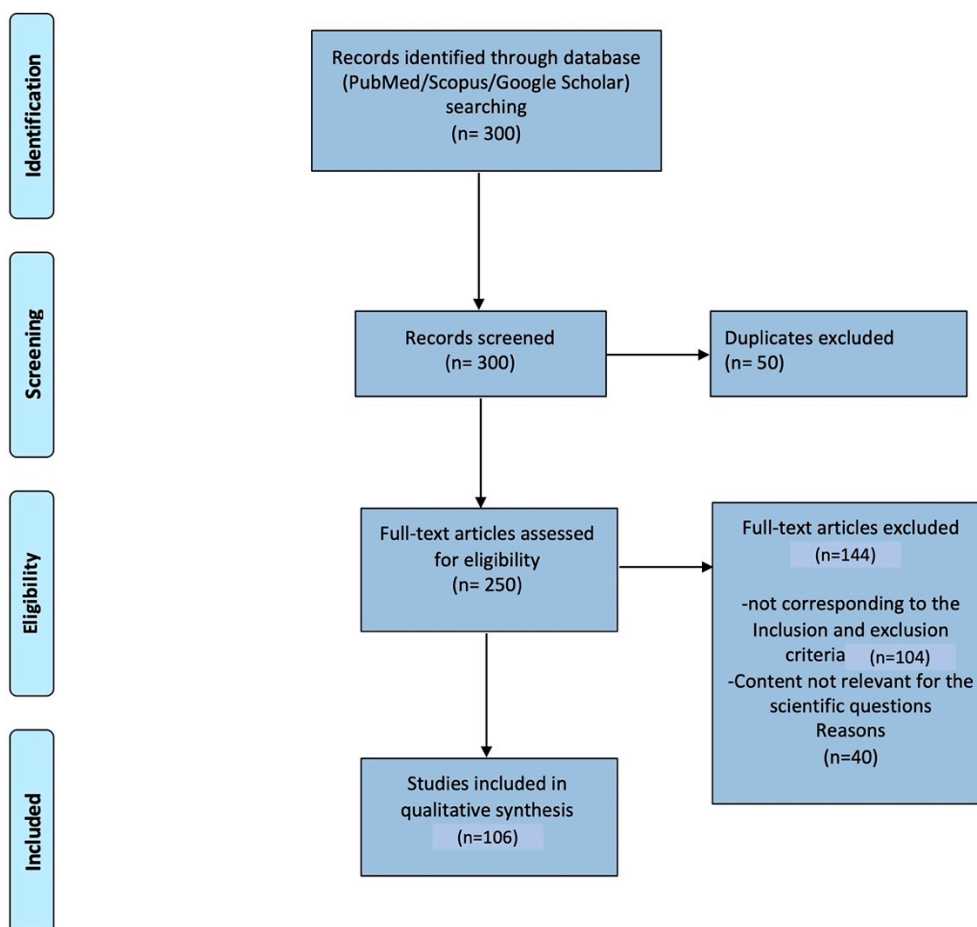 Identification
Records identified through database
(PubMed/Scopus/Google Scholar)
searching
(n= 300)
Screening
Records screened
(n= 300)
Duplicates excluded
(n= 50)
Eligibility
Full-text articles assessed
for eligibility
(n= 250)
Full-text articles excluded
(n=144)
-not corresponding to the
Inclusion and exclusion
criteria (n=104)
-Content not relevant for the
scientific questions
Reasons
(n=40)
Included
Studies included in
qualitative synthesis
(n=106)